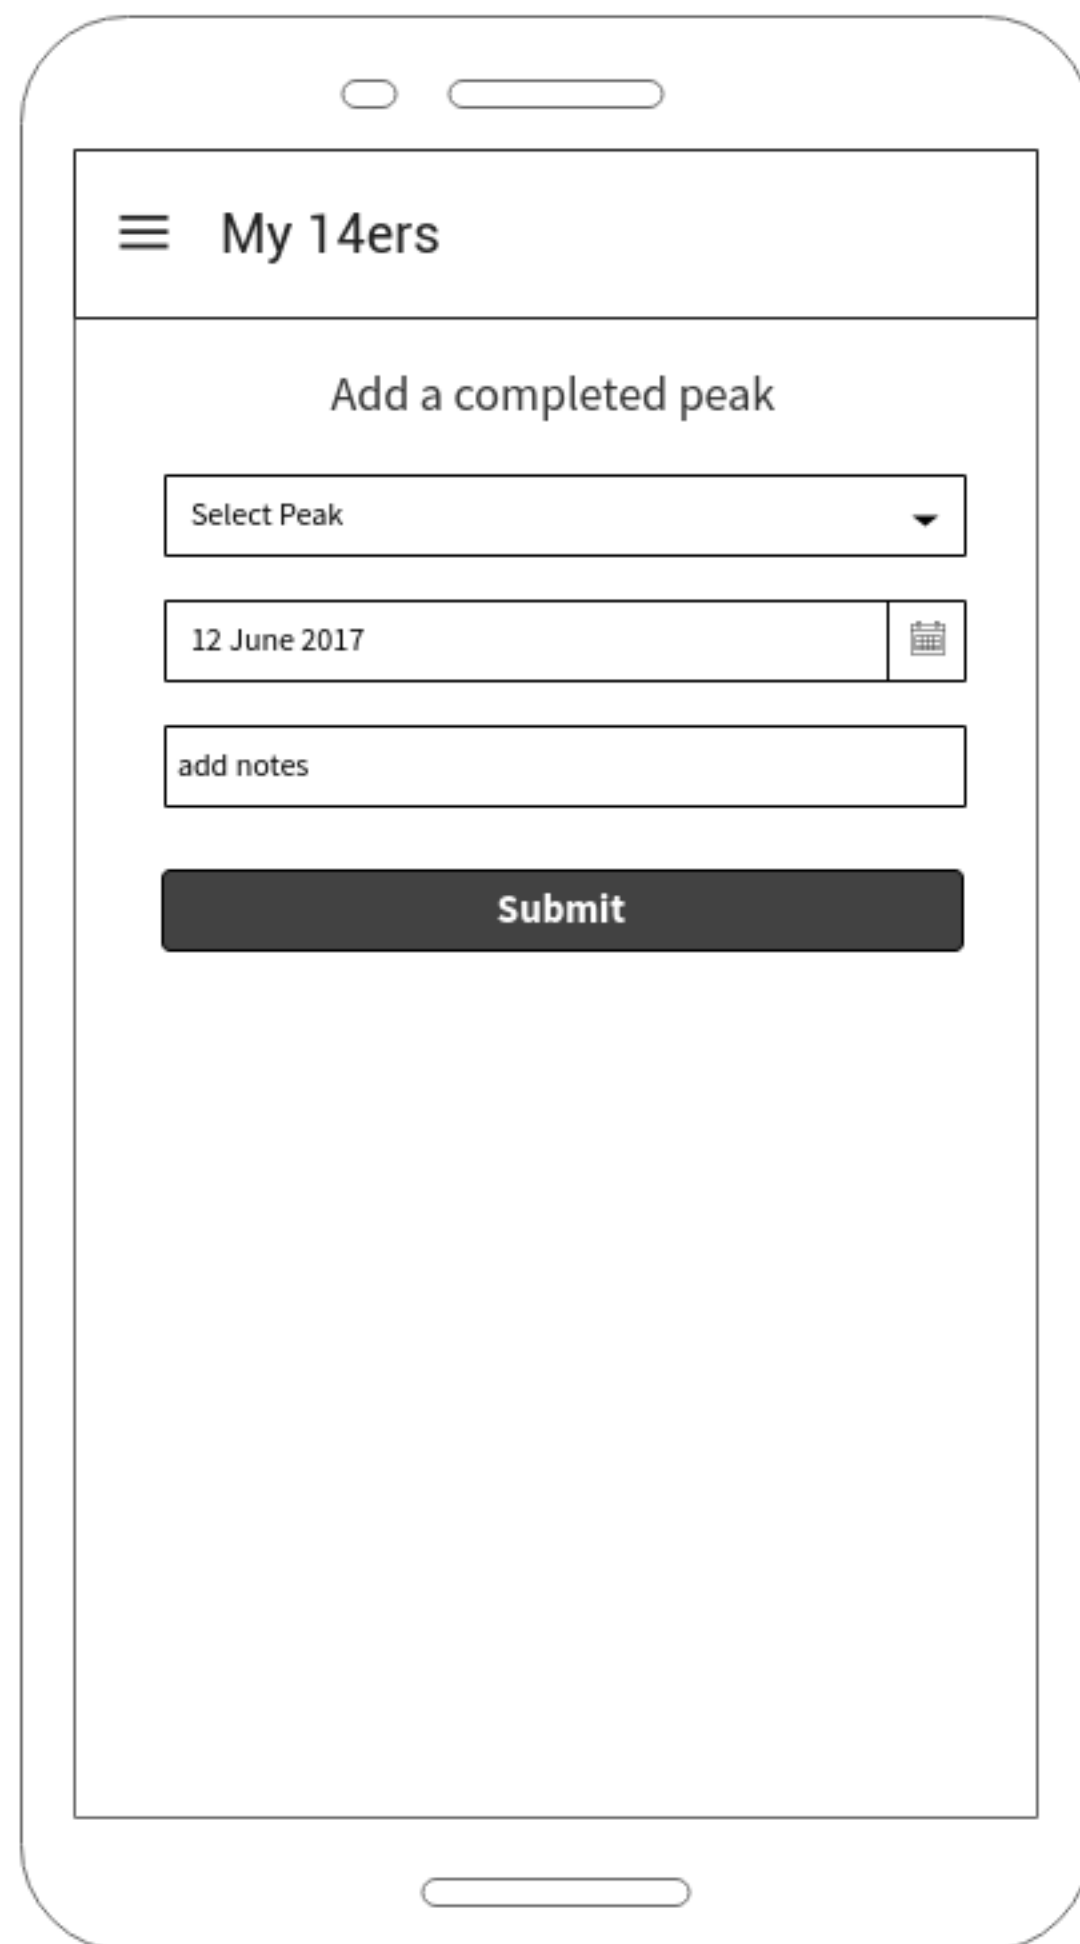 My 14ers
Add a completed peak
Select Peak
12 June 2017
add notes
Submit